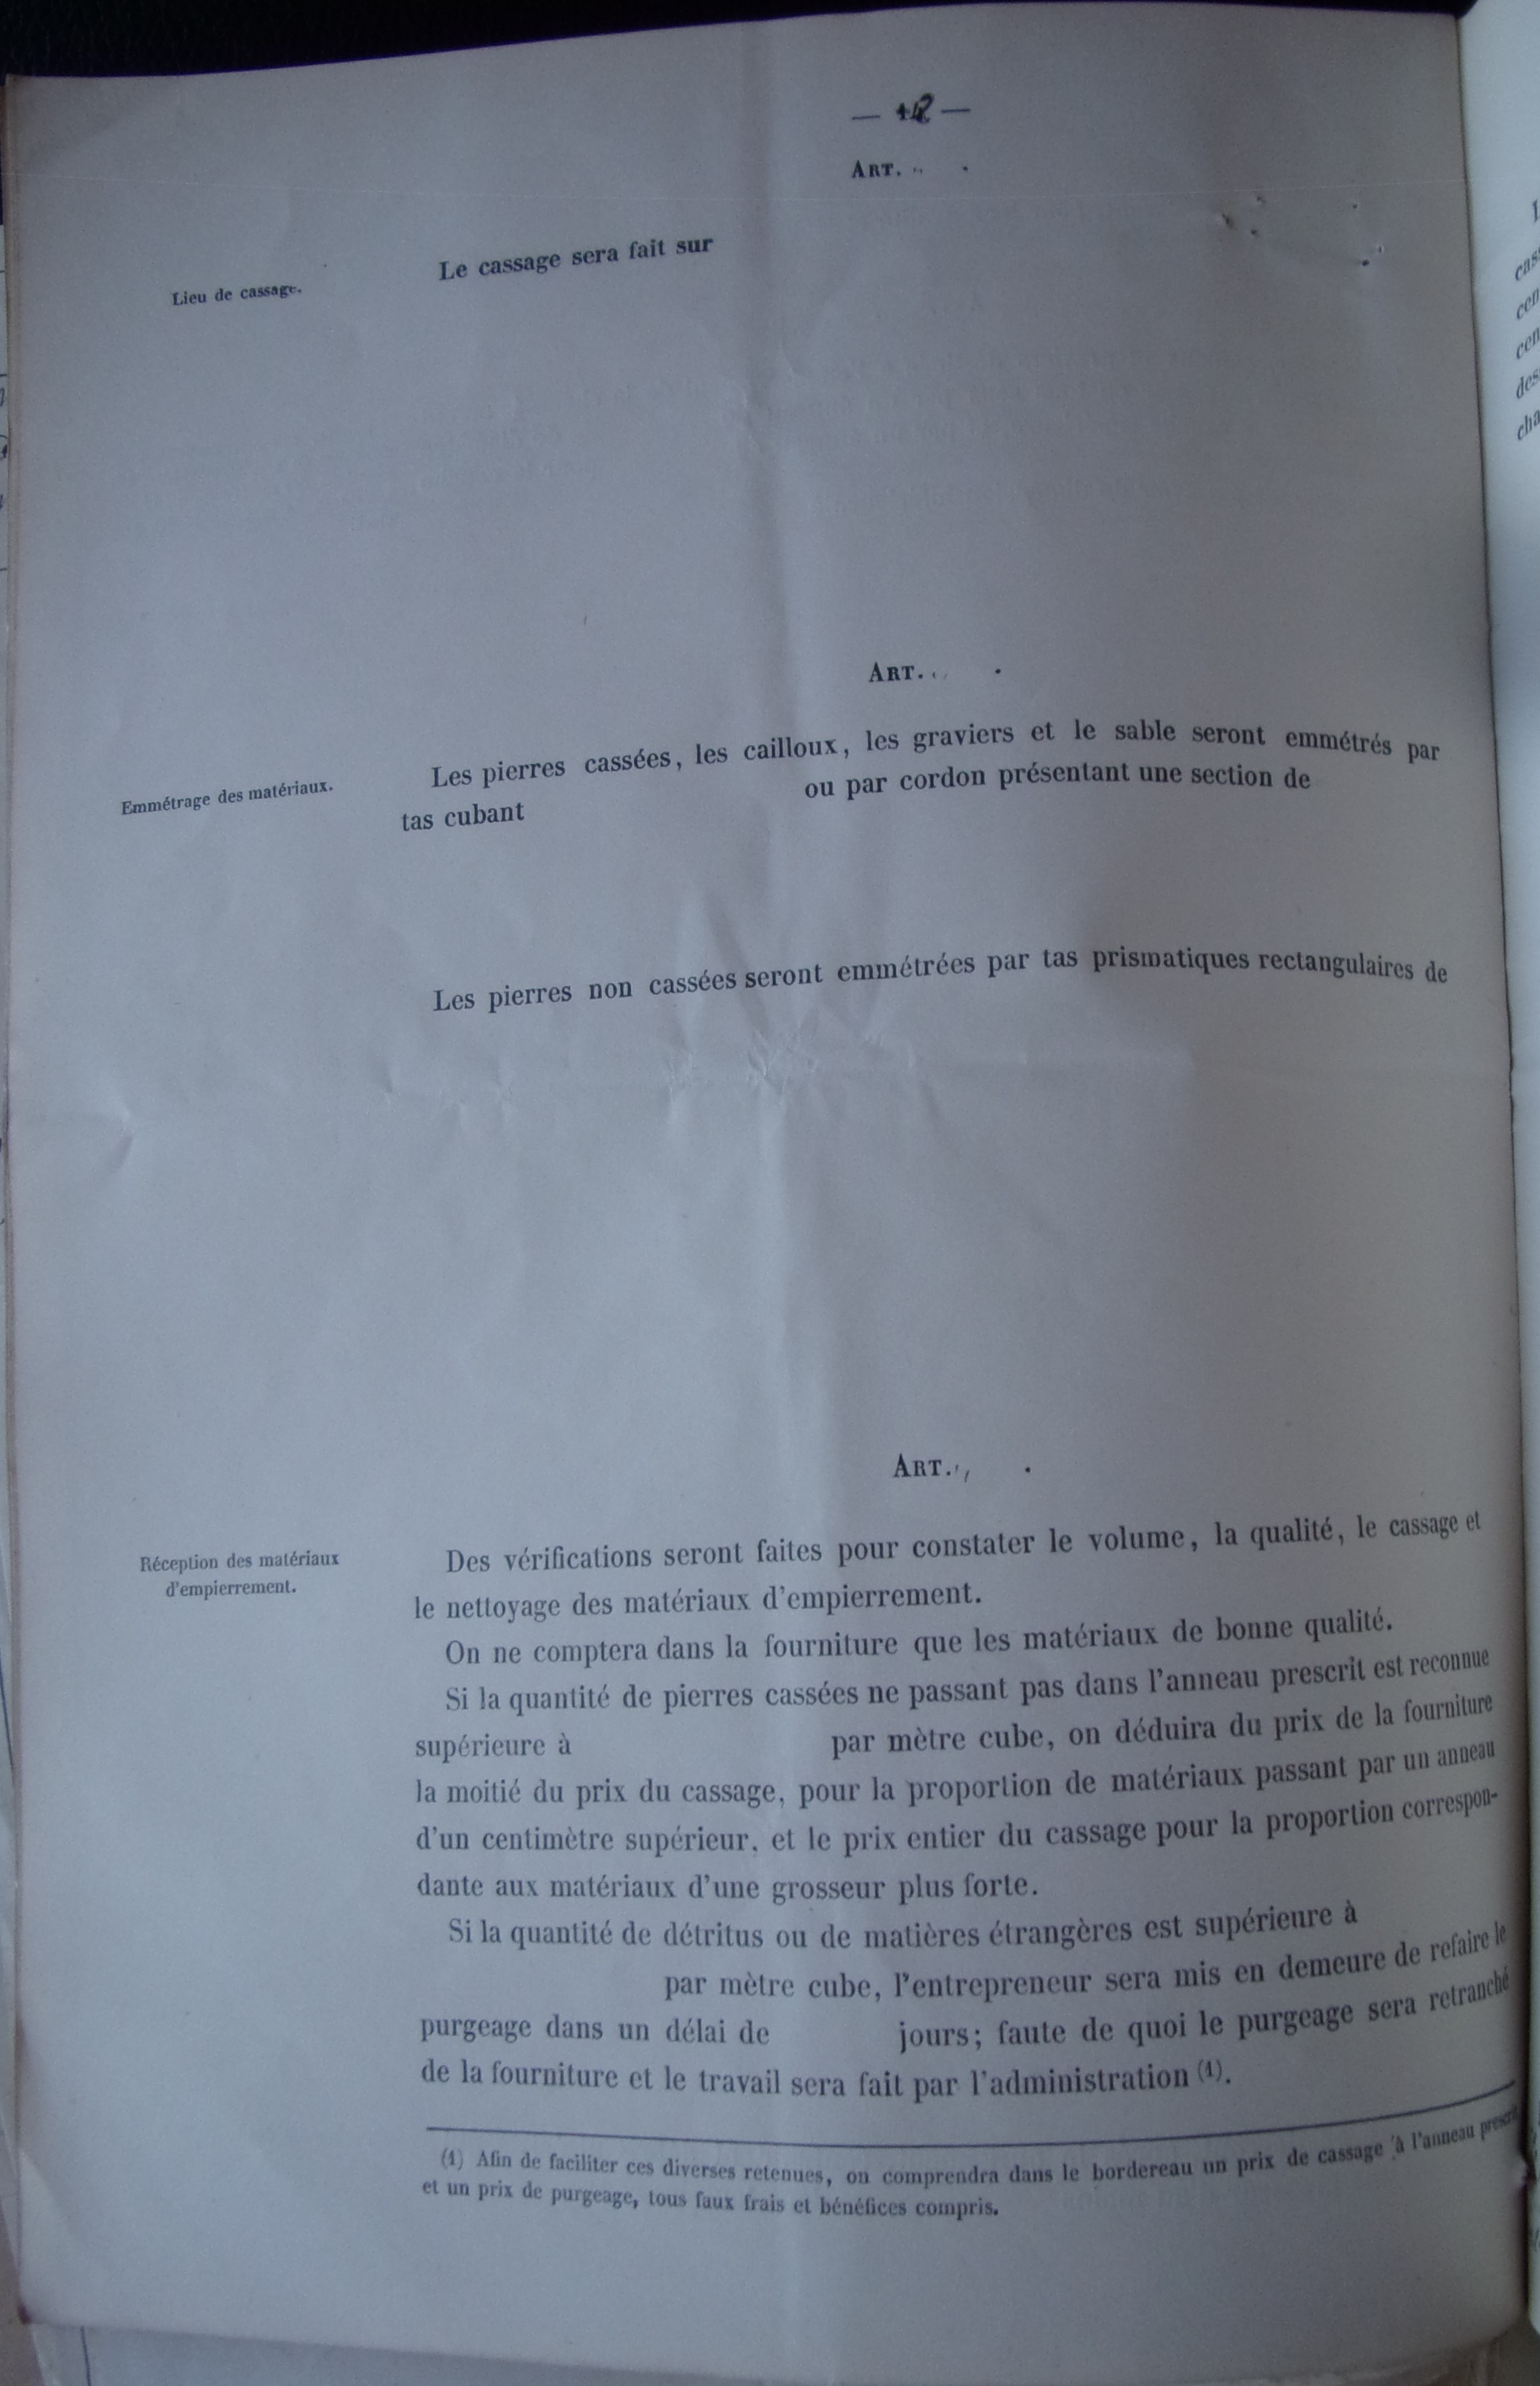 ART. .
Lieu de cassage.
Le cassage sera fait sur
ART. .
Emmétrage des matériaux.
Les pierres cassées, les cailloux, les graviers et le sable seront emmétrés par
tas cubant ou par cordon présentant une section de
Les pierres non cassées seront emmétrées par tas prismatiques rectangulaires de
ART. .
Réception des matériaux
d'empierrement.
Des vérifications seront faites pour constater le volume, la qualité, le cassage et
le nettoyage des matériaux d'empierrement.
On ne comptera dans la fourniture que les matériaux de bonne qualité.
Si la quantité de pierres cassées ne passant pas dans l'anneau prescrit est reconnue
supérieure à par mètre cube, on déduira du prix de la fourniture
la moitié du prix du cassage, pour la proportion de matériaux passant par un anneau
d'un centimètre supérieur, et le prix entier du cassage pour la proportion correspon-
dante aux matériaux d'une grosseur plus forte.
Si la quantité de détritus ou de matières étrangères est supérieure à
par mètre cube, l'entrepreneur sera mis en demeure de refaire le
purgeage dans un délai de jours; faute de quoi le purgeage sera retranché
de la fourniture et le travail sera fait par l'administration (1).
(1) Afin de faciliter ces diverses retenues, on comprendra dans le bordereau un prix de cassage à l'anneau prescrit
et un prix de purgeage, tous faux frais et bénéfices compris.